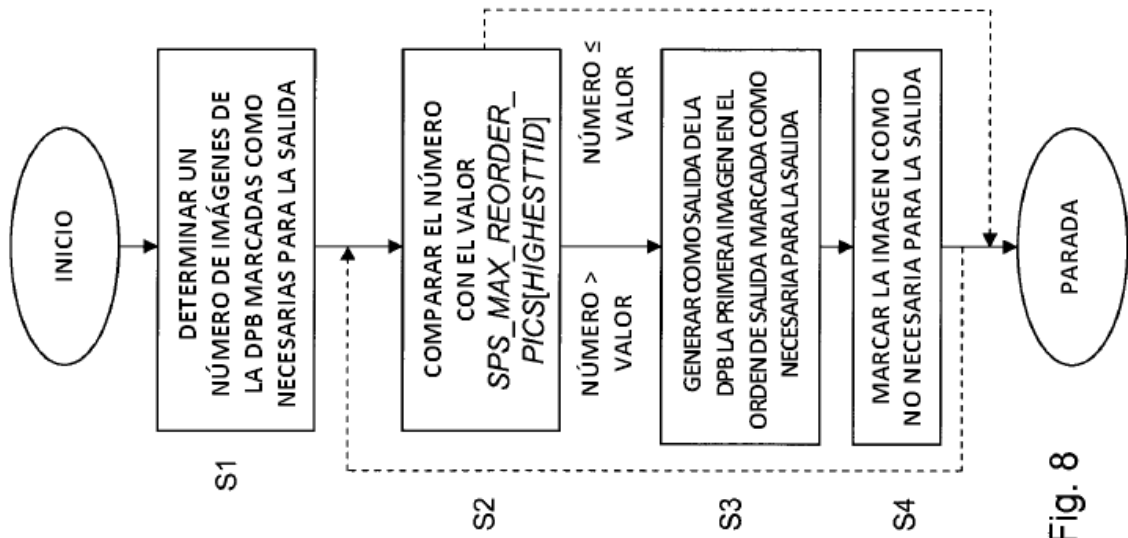 INICIO
S1
DETERMINAR UN
NÚMERO DE IMÁGENES DE
LA DPB MARCADAS COMO
NECESARIAS PARA LA SALIDA
S2
COMPARAR EL NÚMERO
CON EL VALOR
SPS_MAX_REORDER_
PICS[HIGHESTTID]
NÚMERO >
VALOR
NÚMERO ≤
VALOR
S3
GENERAR COMO SALIDA DE LA
DPB LA PRIMERA IMAGEN EN EL
ORDEN DE SALIDA MARCADA COMO
NECESARIA PARA LA SALIDA
S4
MARCAR LA IMAGEN COMO
NO NECESARIA PARA LA SALIDA
PARADA
Fig. 8